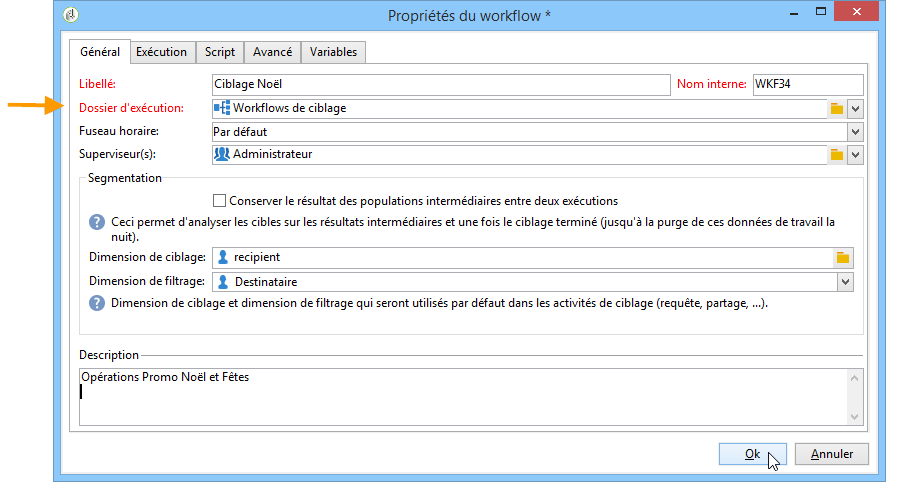 Propriétés du workflow *
Général Exécution Script Avancé Variables
Libellé: Ciblage Noël Nom interne: WKF34
Dossier d'exécution: Workflows de ciblage
Fuseau horaire: Par défaut
Superviseur(s): Administrateur
Segmentation
Conserver le résultat des populations intermédiaires entre deux exécutions
Ceci permet d'analyser les cibles sur les résultats intermédiaires et une fois le ciblage terminé (jusqu'à la purge de ces données de travail la
nuit).
Dimension de ciblage: recipient
Dimension de filtrage: Destinataire
Dimension de ciblage et dimension de filtrage qui seront utilisés par défaut dans les activités de ciblage (requête, partage, ...).
Description
Opérations Promo Noël et Fêtes
Ok Annuler